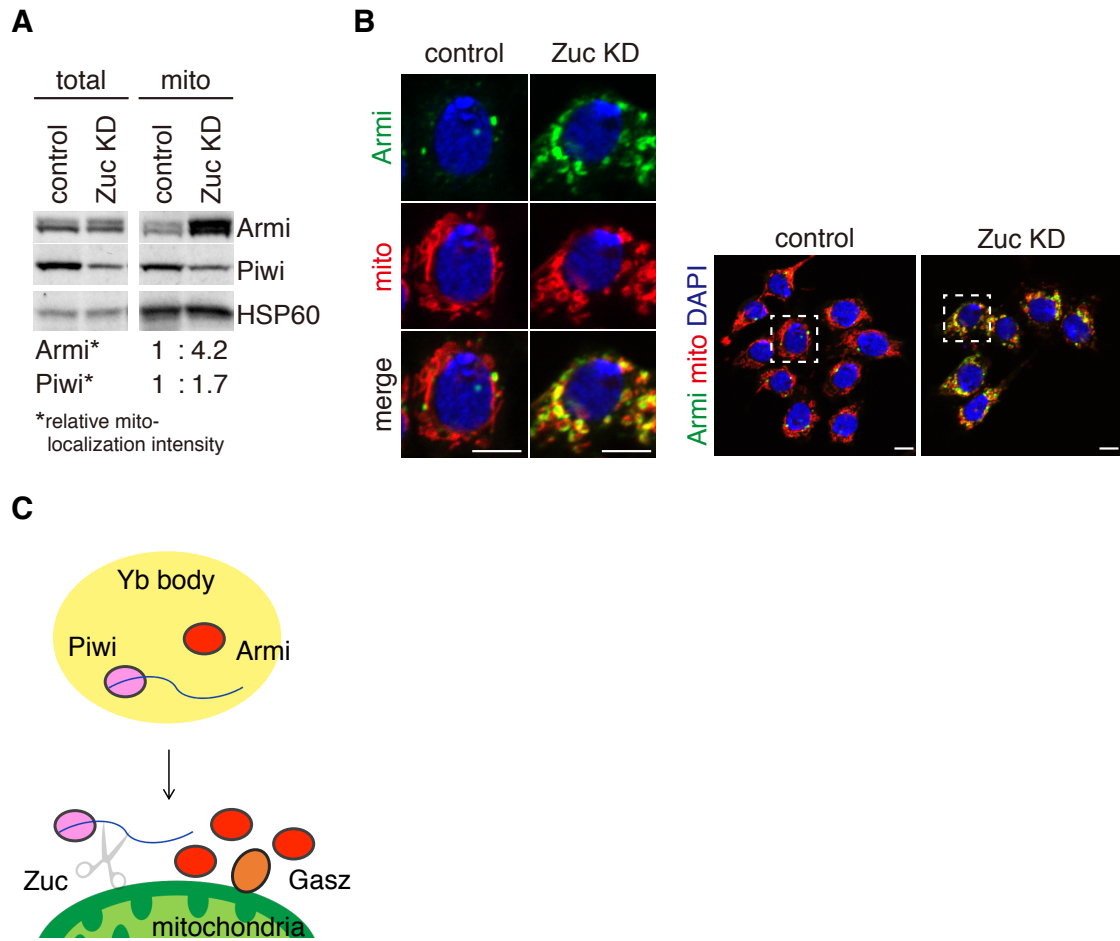 A
total mito
control
Zuc KD
control
Zuc KD
Armi
Piwi
HSP60
Armi* 1 : 4.2
Piwi* 1 : 1.7
*relative mito-
localization intensity
B
control Zuc KD
Armi
mito
merge
control Zuc KD
Armi mito DAPI
C
Yb body
Piwi
Armi
Zuc
Gasz
mitochondria